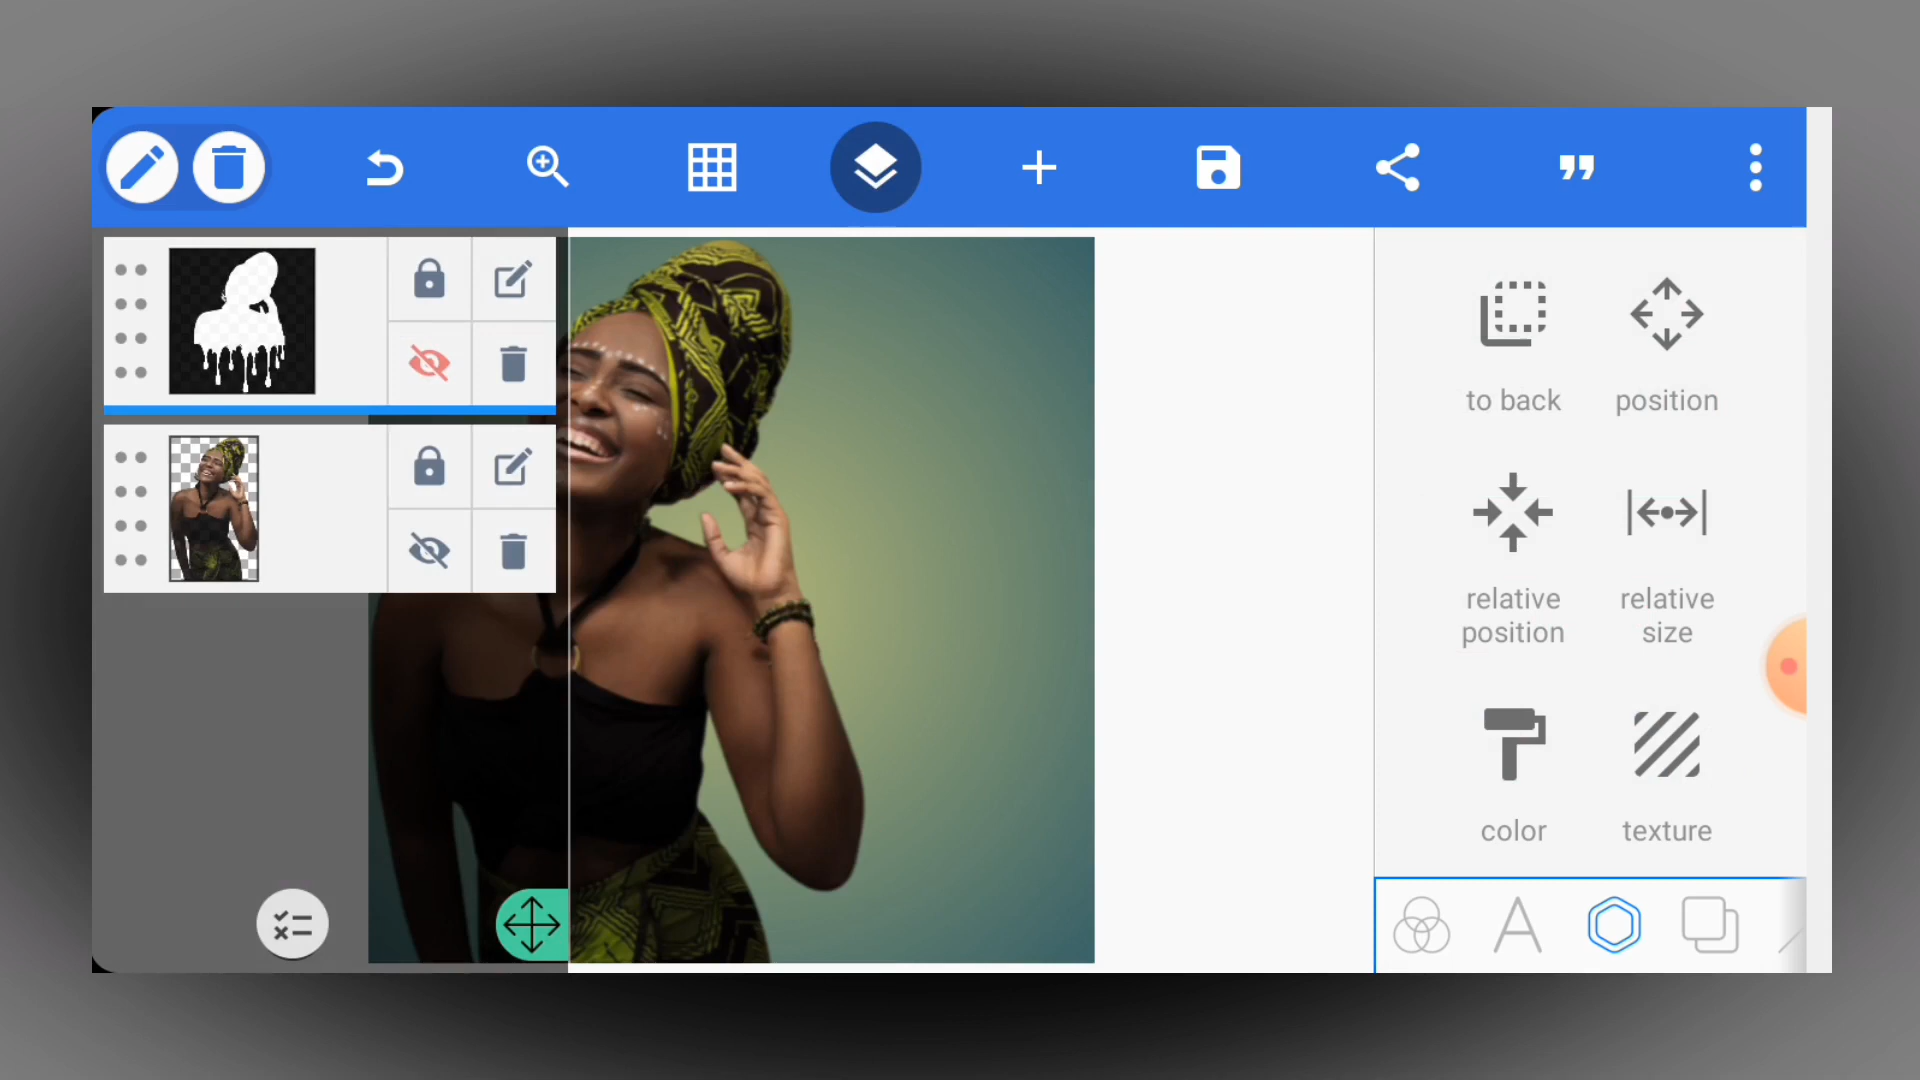 to back
position
relative
position
relative
size
color
texture